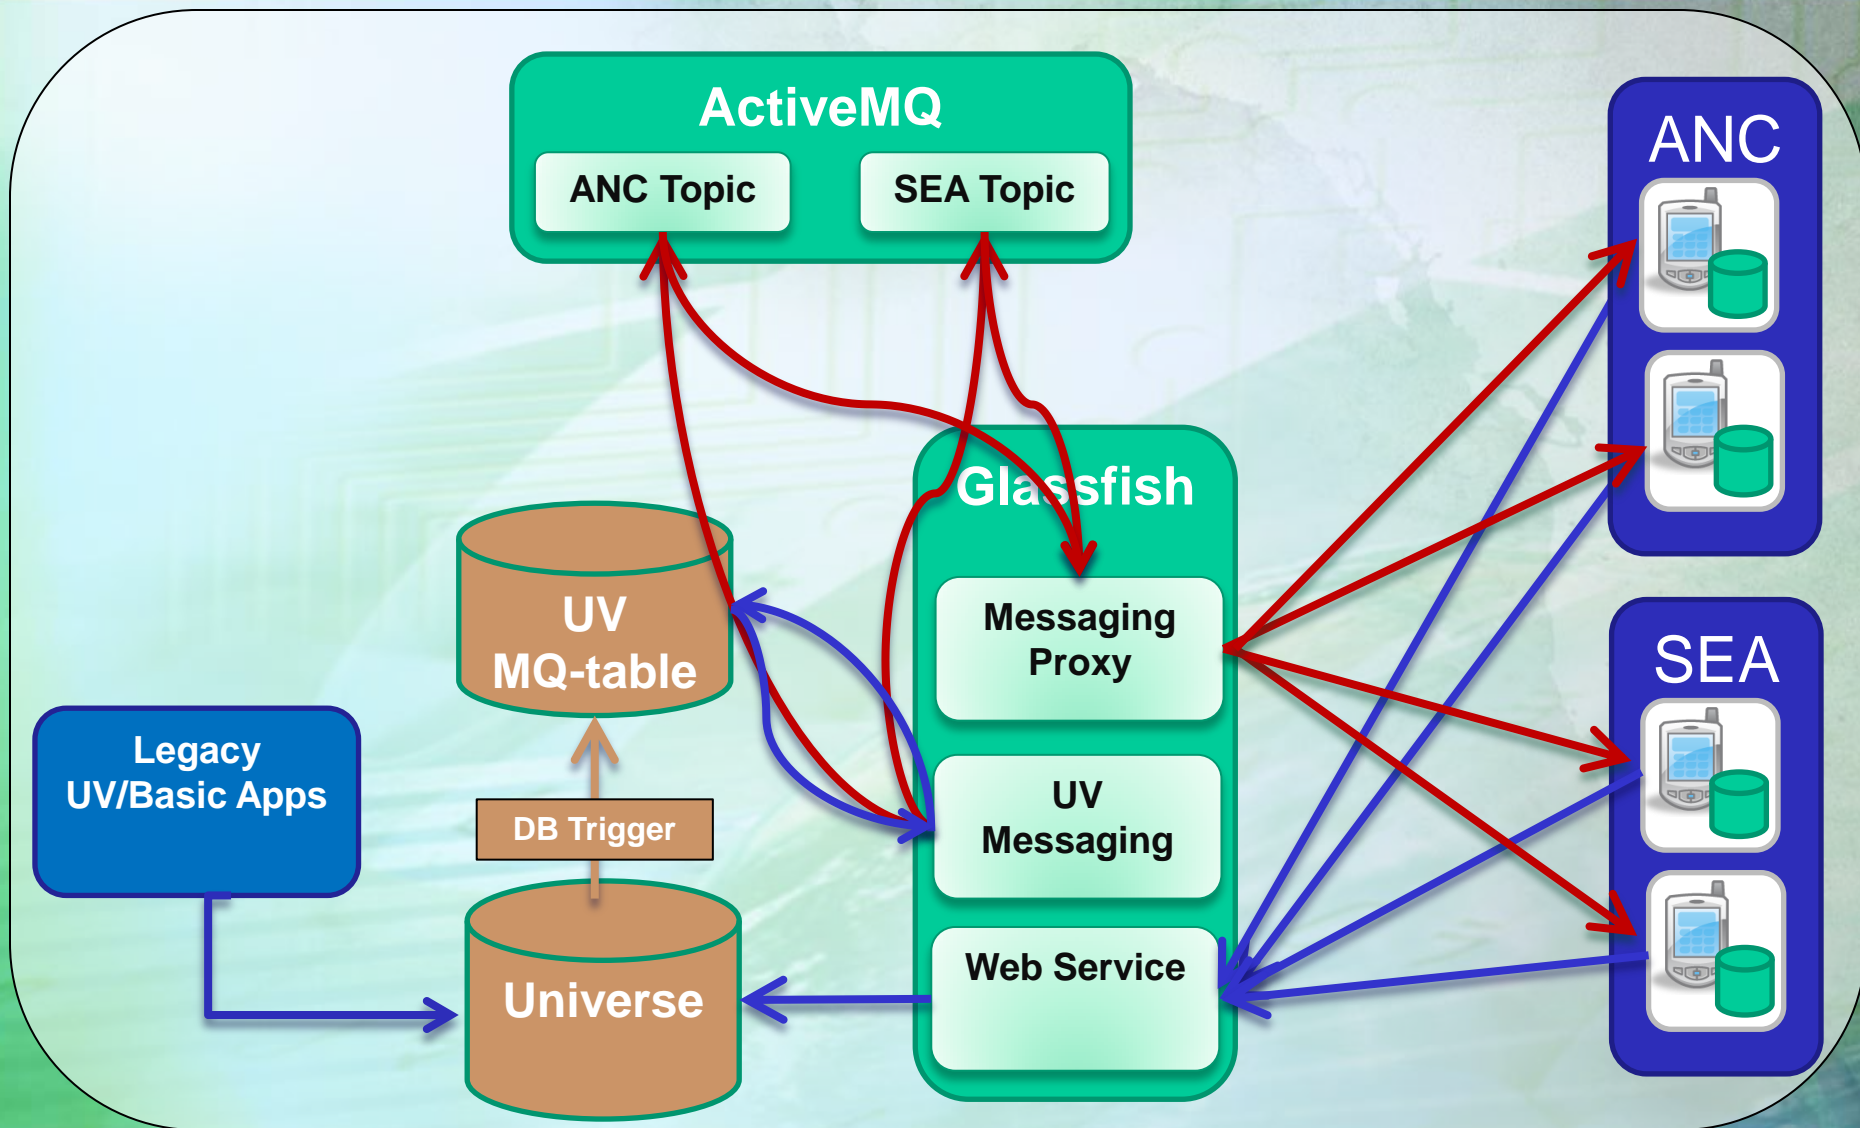 ActiveMQ
ANC Topic
SEA Topic
ANC
Glassfish
Messaging
Proxy
UV
MQ-table
SEA
Legacy
UV/Basic Apps
DB Trigger
UV
Messaging
Universe
Web Service